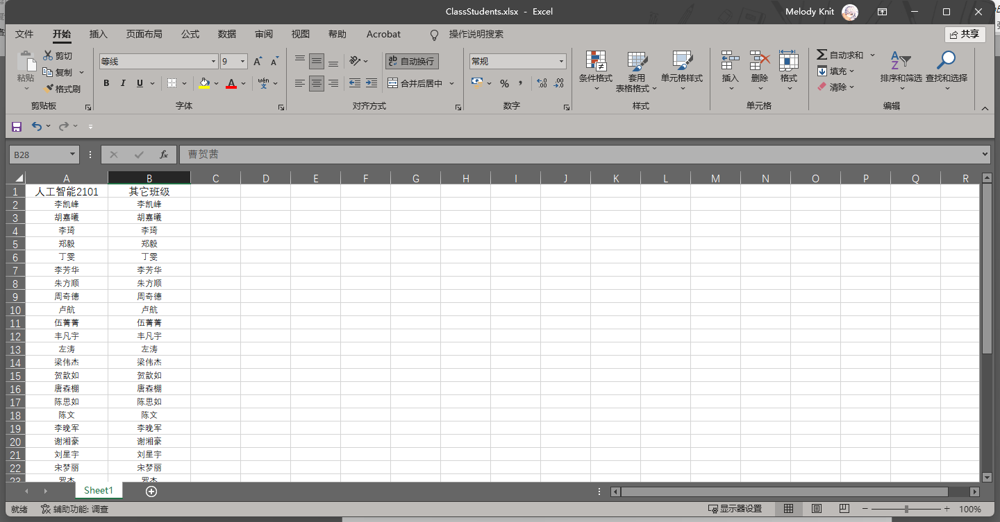 ClassStudents.xlsx - Excel
Melody Knit
文件 开始 插入 页面布局 公式 数据 审阅 视图 帮助 Acrobat 操作说明搜索 共享
粘贴 剪切 复制 格式刷
剪贴板
等线 9
B I U A wén 文
字体
ab c 自动换行
合并后居中
对齐方式
常规
% , .00
数字
条件格式 套用 表格格式 单元格样式
样式
插入 删除 格式
单元格
自动求和 填充 清除 排序和筛选 查找和选择
编辑
B28 fx 曹贺茜
A B C D E F G H I J K L M N O P Q R
1 人工智能2101 其它班级
2 李凯峰 李凯峰
3 胡嘉曦 胡嘉曦
4 李琦 李琦
5 郑毅 郑毅
6 丁雯 丁雯
7 李芳华 李芳华
8 朱方顺 朱方顺
9 周奇德 周奇德
10 卢航 卢航
11 伍菁菁 伍菁菁
12 丰凡宇 丰凡宇
13 左涛 左涛
14 梁伟杰 梁伟杰
15 贺歆如 贺歆如
16 唐森棚 唐森棚
17 陈思如 陈思如
18 陈文 陈文
19 李晚军 李晚军
20 谢湘豪 谢湘豪
21 刘星宇 刘星宇
22 宋梦丽 宋梦丽
23 罗杰 罗杰
Sheet1
就绪 辅助功能: 调查 显示器设置 100%